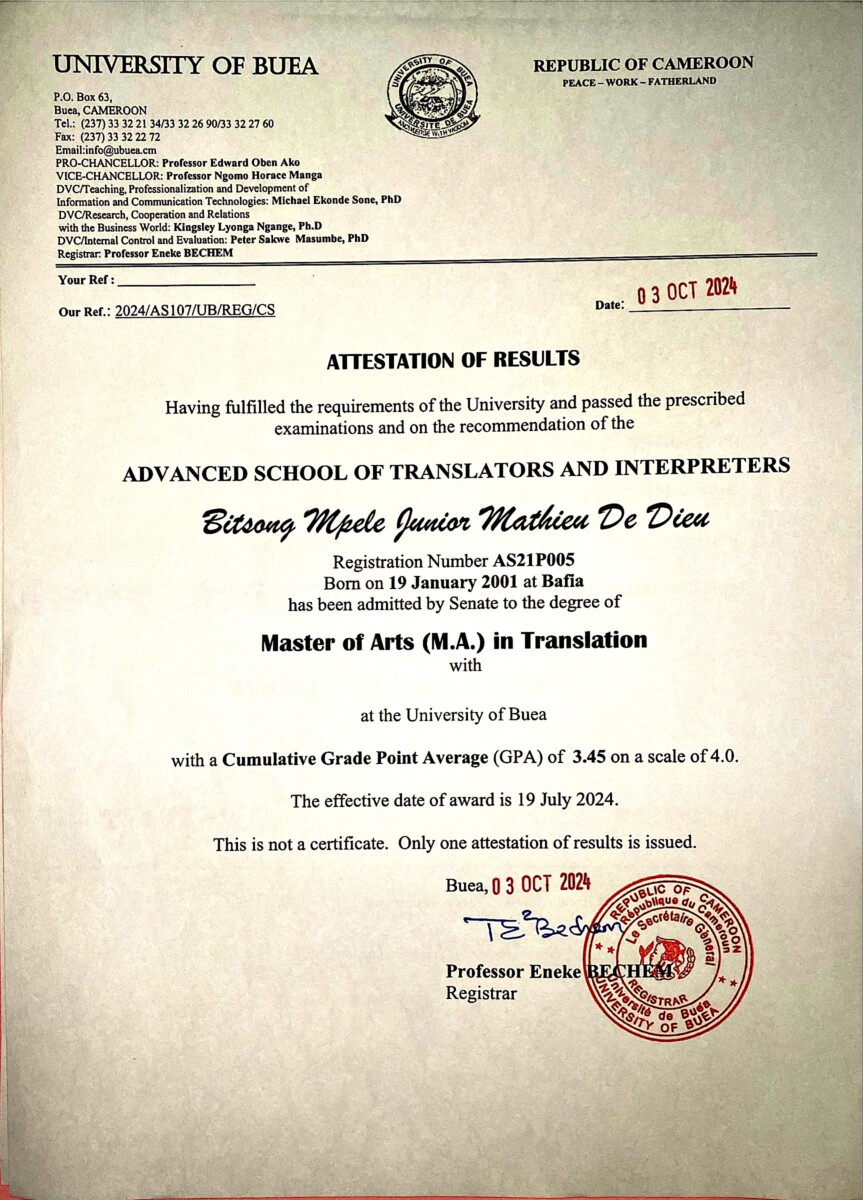 UNIVERSITY OF BUEA
P.O. Box 63,
Buea, CAMEROON
Tel.: (237) 33 32 21 34/33 32 26 90/33 32 27 60
Fax: (237) 33 32 22 72
Email:info@ubuea.cm
PRO-CHANCELLOR: Professor Edward Oben Ako
VICE-CHANCELLOR: Professor Ngomo Horace Manga
DVC/Teaching, Professionalization and Development of
Information and Communication Technologies: Michael Ekonde Sone, PhD
DVC/Research, Cooperation and Relations
with the Business World: Kingsley Lyonga Ngange, Ph.D
DVC/Internal Control and Evaluation: Peter Sakwe Masumbe, PhD
Registrar: Professor Eneke BECHEM
UNIVERSITY OF BUEA
UNIVERSITE DE BUEA
KNOWLEDGE WITH WISDOM
REPUBLIC OF CAMEROON
PEACE – WORK – FATHERLAND
Your Ref :
Our Ref.: 2024/AS107/UB/REG/CS
Date: 03 OCT 2024
ATTESTATION OF RESULTS
Having fulfilled the requirements of the University and passed the prescribed
examinations and on the recommendation of the
ADVANCED SCHOOL OF TRANSLATORS AND INTERPRETERS
Bitsong Mpele Junior Mathieu De Dieu
Registration Number AS21P005
Born on 19 January 2001 at Bafia
has been admitted by Senate to the degree of
Master of Arts (M.A.) in Translation
with
at the University of Buea
with a Cumulative Grade Point Average (GPA) of 3.45 on a scale of 4.0.
The effective date of award is 19 July 2024.
This is not a certificate. Only one attestation of results is issued.
Buea, 03 OCT 2024
Bechem
Professor Eneke BECHEM
Registrar
REPUBLIC OF CAMEROON
République du Cameroun
Le Secrétaire Général
REGISTRAR
Université de Buéa
UNIVERSITY OF BUEA